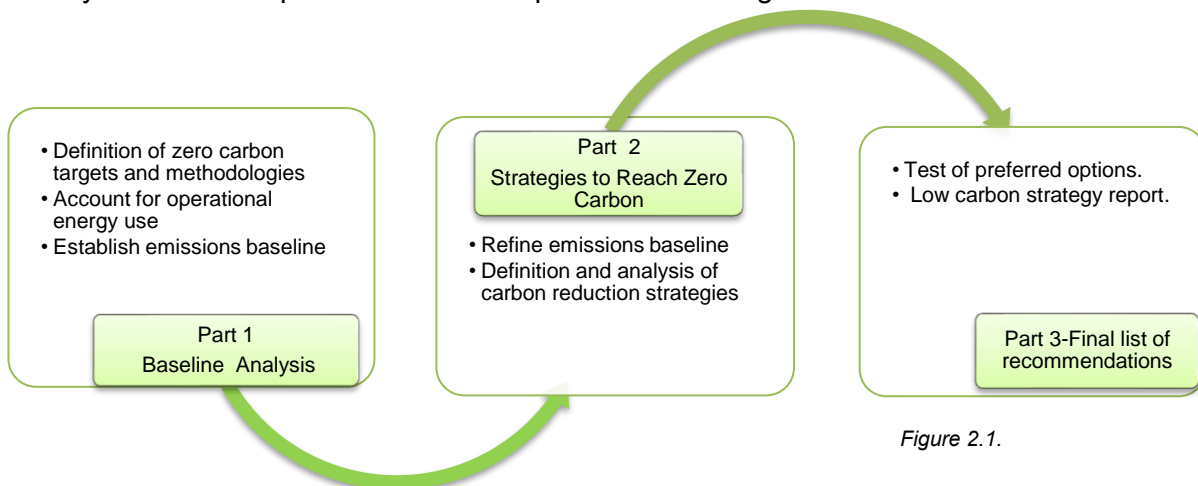 • Definition of zero carbon
targets and methodologies
• Account for operational
energy use
• Establish emissions baseline
Part 1
Baseline Analysis
Part 2
Strategies to Reach Zero
Carbon
• Refine emissions baseline
• Definition and analysis of
carbon reduction strategies
• Test of preferred options.
• Low carbon strategy report.
Part 3-Final list of
recommendations
Figure 2.1.